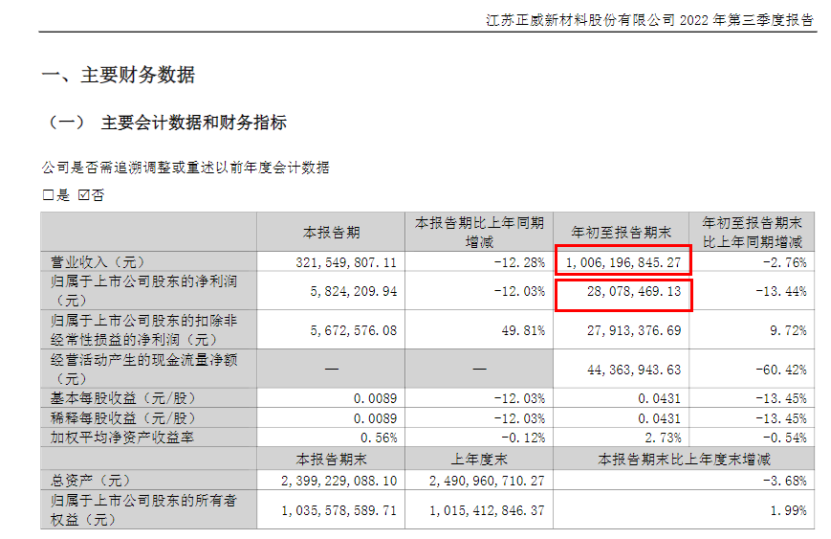 江苏正威新材料股份有限公司 2022 年第三季度报告
一、主要财务数据
（一） 主要会计数据和财务指标
公司是否需追溯调整或重述以前年度会计数据
□是 ☑否
本报告期 本报告期比上年同期增减 年初至报告期末 年初至报告期末比上年同期增减
营业收入（元） 321,549,807.11 -12.28% 1,006,196,845.27 -2.76%
归属于上市公司股东的净利润（元） 5,824,209.94 -12.03% 28,078,469.13 -13.44%
归属于上市公司股东的扣除非经常性损益的净利润（元） 5,672,576.08 49.81% 27,913,376.69 9.72%
经营活动产生的现金流量净额（元） — — 44,363,943.63 -60.42%
基本每股收益（元/股） 0.0089 -12.03% 0.0431 -13.45%
稀释每股收益（元/股） 0.0089 -12.03% 0.0431 -13.45%
加权平均净资产收益率 0.56% -0.12% 2.73% -0.54%
本报告期末 上年度末 本报告期末比上年度末增减
总资产（元） 2,399,229,088.10 2,490,960,710.27 -3.68%
归属于上市公司股东的所有者权益（元） 1,035,578,589.71 1,015,412,846.37 1.99%